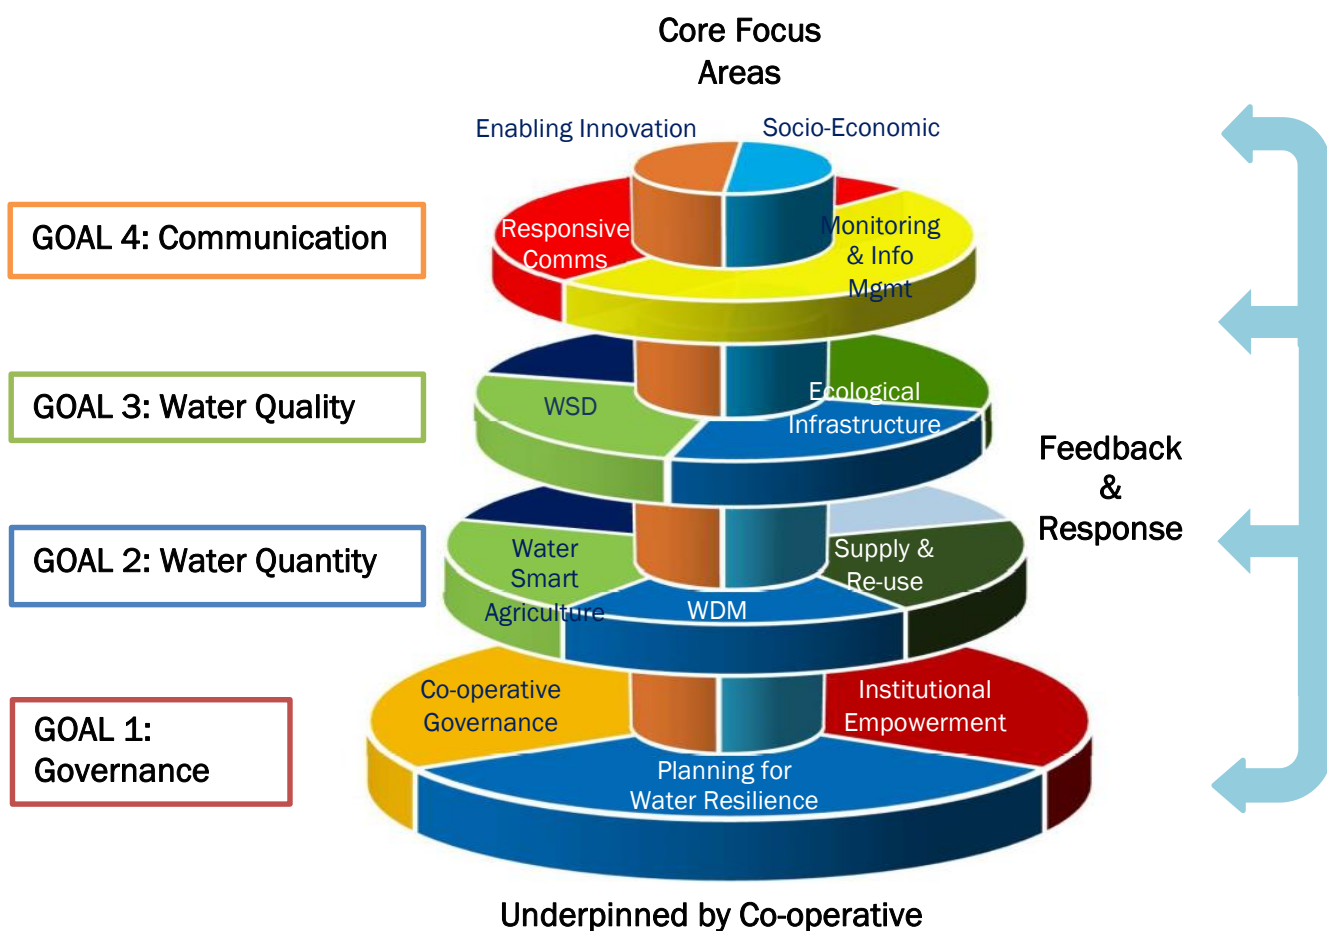 Core Focus
Areas
Enabling Innovation
Socio-Economic
GOAL 4: Communication
Responsive
Comms
Monitoring
& Info
Mgmt
GOAL 3: Water Quality
WSD
Ecological
Infrastructure
Feedback
&
Response
GOAL 2: Water Quantity
Water
Smart
Agriculture
WDM
Supply &
Re-use
GOAL 1:
Governance
Co-operative
Governance
Institutional
Empowerment
Planning for
Water Resilience
Underpinned by Co-operative